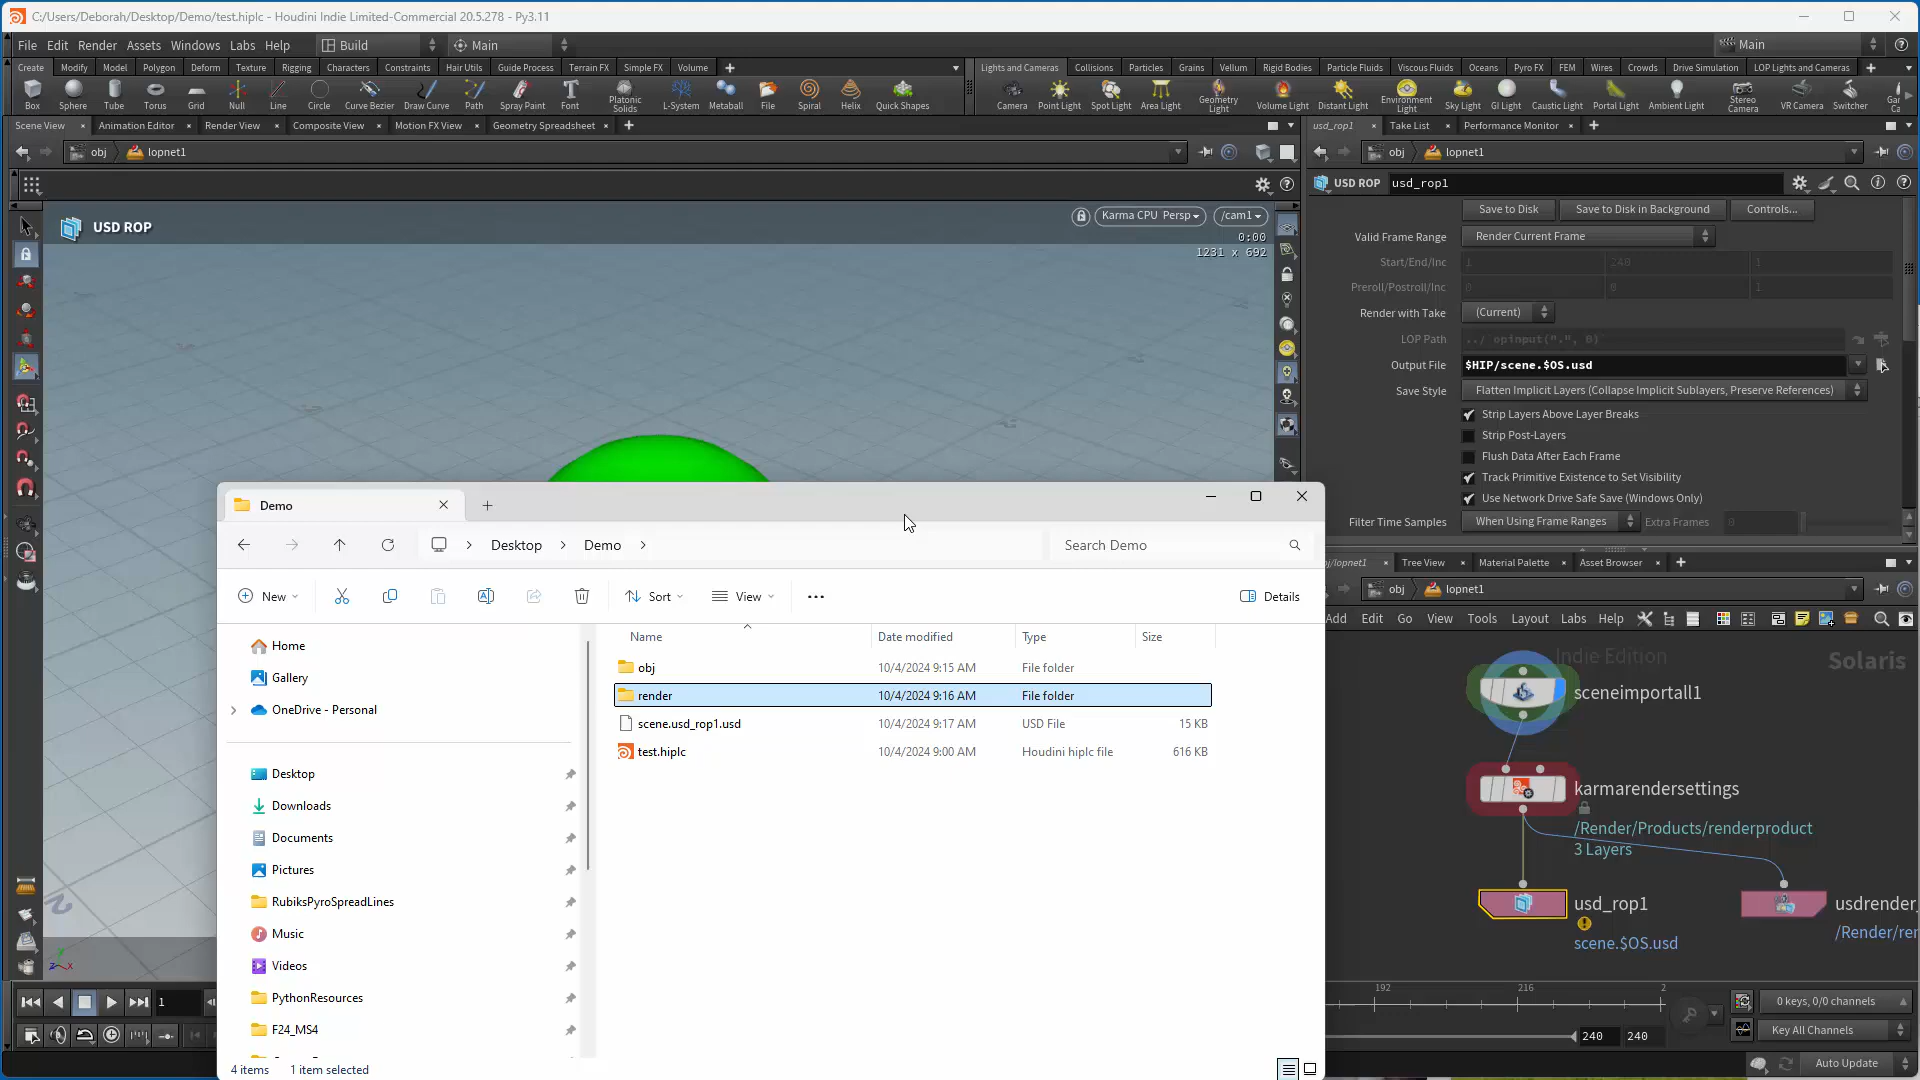 C:/Users/Deborah/Desktop/Demo/test.hiplc - Houdini Indie Limited-Commercial 20.5.278 - Py3.11
File Edit Render Assets Windows Labs Help Build Main Main
Create Modify Model Polygon Deform Texture Rigging Characters Constraints Hair Utils Guide Process Terrain FX Simple FX Volume
Lights and Cameras Collisions Particles Grains Vellum Rigid Bodies Particle Fluids Viscous Fluids Oceans Pyro FX FEM Wires Crowds Drive Simulation LOP Lights and Cameras
Box Sphere Tube Torus Grid Null Line Circle Curve Bezier Draw Curve Path Spray Paint Font Platonic Solids L-System Metaball File Spiral Helix Quick Shapes
Camera Point Light Spot Light Area Light Geometry Light Volume Light Distant Light Environment Light Sky Light GI Light Caustic Light Portal Light Ambient Light Stereo Camera VR Camera Switcher
Scene View Animation Editor Render View Composite View Motion FX View Geometry Spreadsheet
usd_rop1 Take List Performance Monitor
obj lopnet1
obj lopnet1
USD ROP usd_rop1
USD ROP
Karma CPU Persp /cam1
0:00
1231 x 692
Save to Disk Save to Disk in Background Controls...
Valid Frame Range Render Current Frame
Start/End/Inc 1 240 1
Preroll/Postroll/Inc 0 0 1
Render with Take (Current)
LOP Path ../ opinput(".", 0)
Output File $HIP/scene.$OS.usd
Save Style Flatten Implicit Layers (Collapse Implicit Sublayers, Preserve References)
Strip Layers Above Layer Breaks
Strip Post-Layers
Flush Data After Each Frame
Track Primitive Existence to Set Visibility
Use Network Drive Safe Save (Windows Only)
Filter Time Samples When Using Frame Ranges Extra Frames 0
Demo
Desktop Demo Search Demo
New Sort View Details
Name Date modified Type Size
Home
Gallery
OneDrive - Personal
Desktop
Downloads
Documents
Pictures
RubiksPyroSpreadLines
Music
Videos
PythonResources
F24_MS4
obj 10/4/2024 9:15 AM File folder
render 10/4/2024 9:16 AM File folder
scene.usd_rop1.usd 10/4/2024 9:17 AM USD File 15 KB
test.hiplc 10/4/2024 9:00 AM Houdini hiplc file 616 KB
4 items 1 item selected
/lopnet1 Tree View Material Palette Asset Browser
obj lopnet1
Add Edit Go View Tools Layout Labs Help
Indie Edition Solaris
sceneimportall1
karmarendersettings
/Render/Products/renderproduct
3 Layers
usd_rop1
scene.$OS.usd
usdrender_
/Render/rer
1
192 216 2
240 240
0 keys, 0/0 channels
Key All Channels
Auto Update